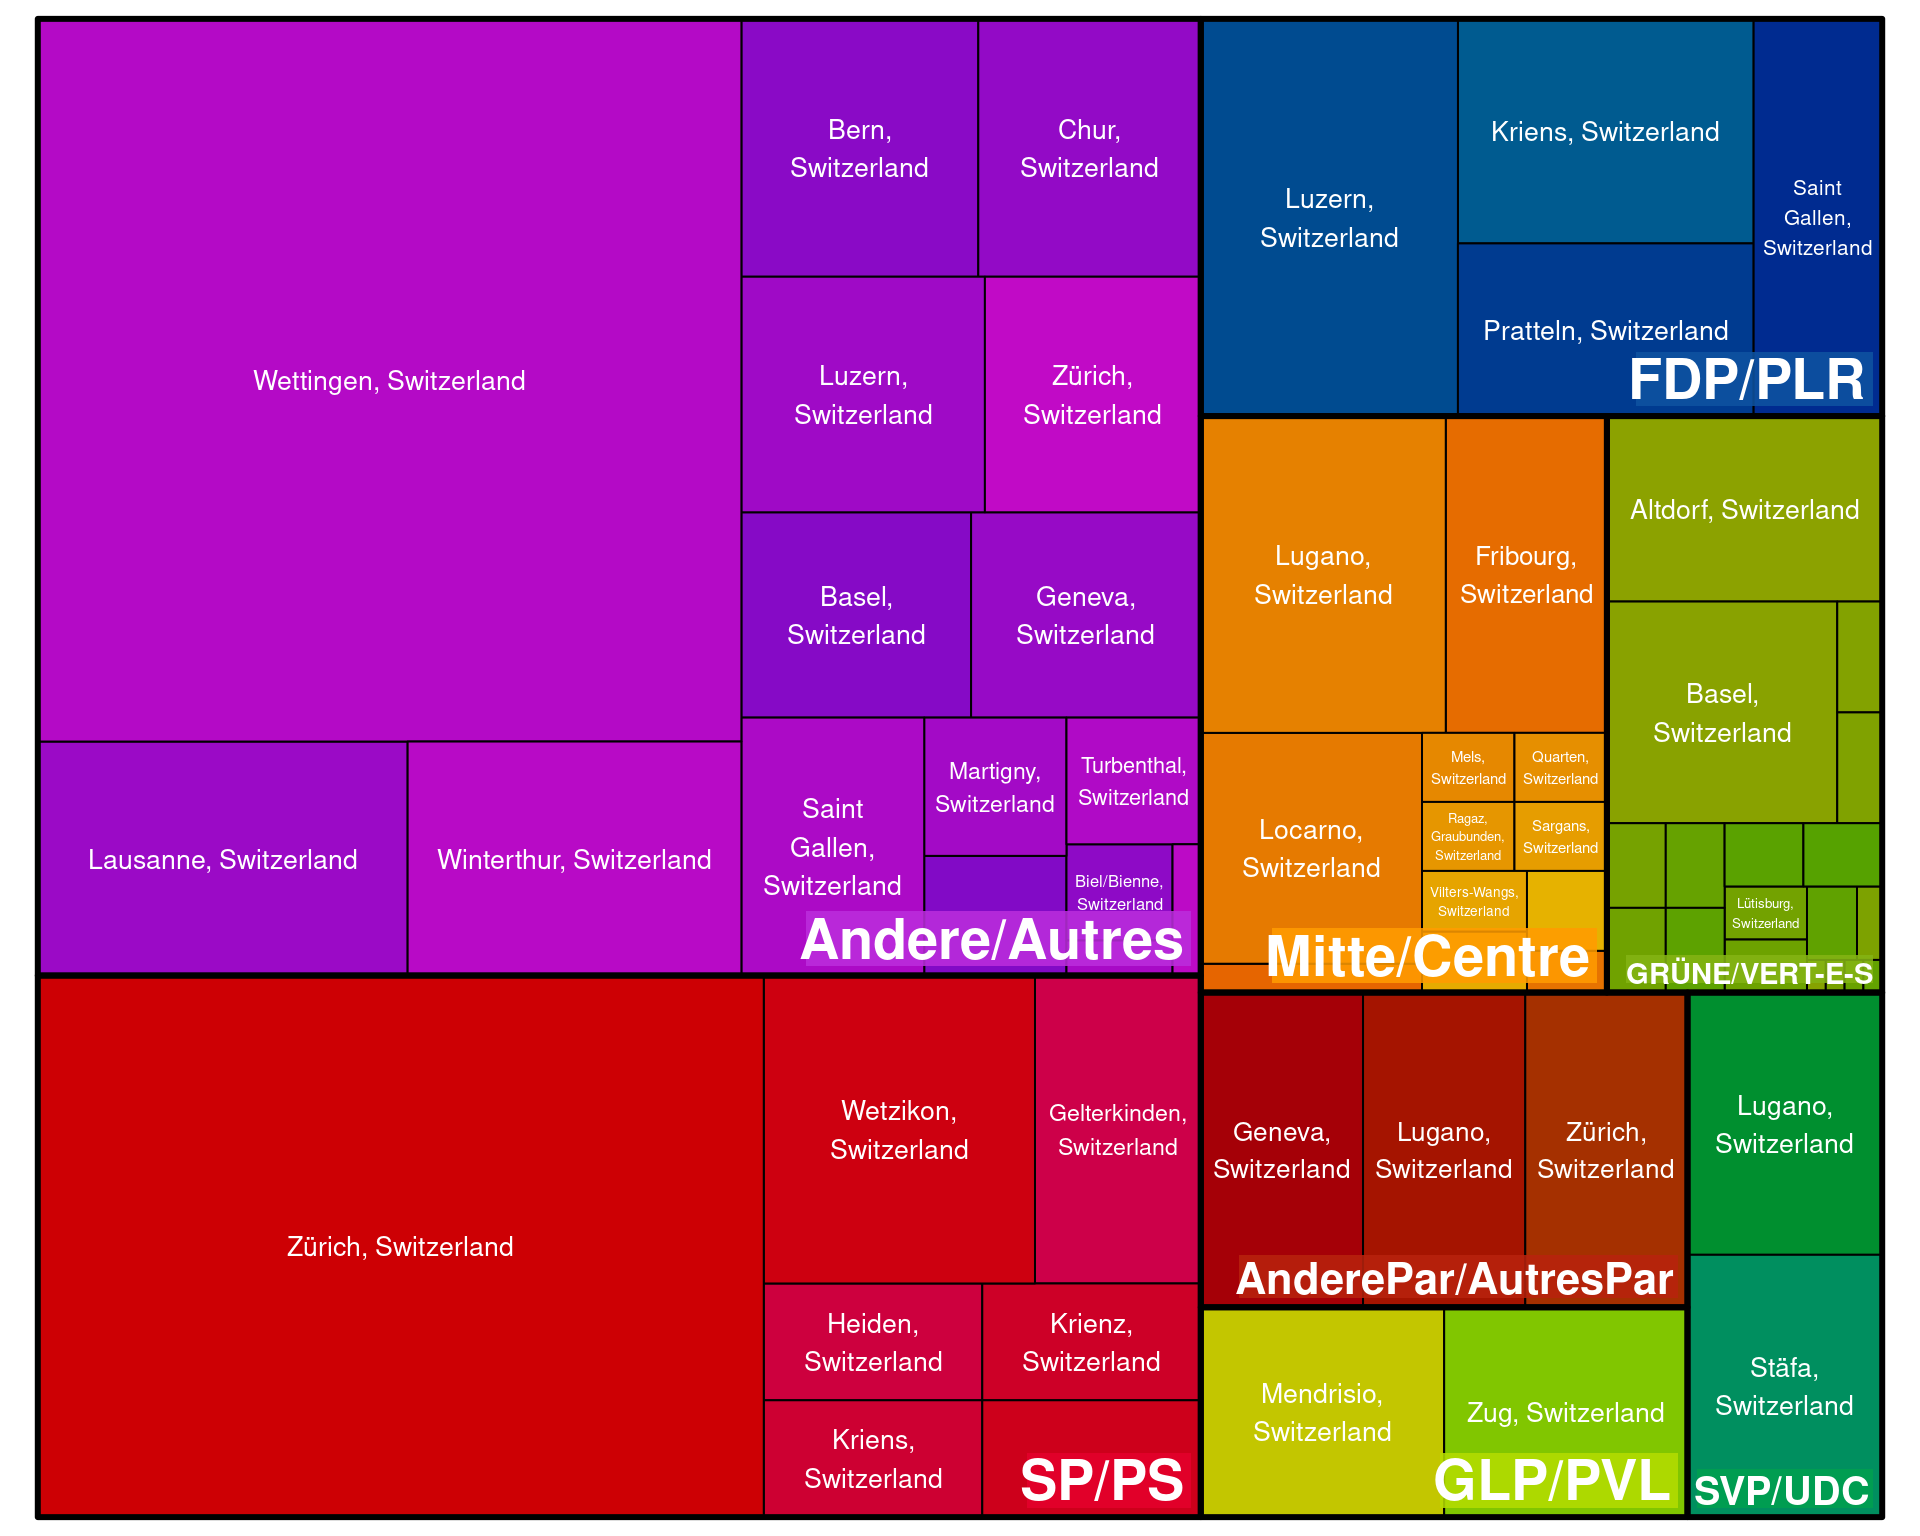 Wettingen, Switzerland
Bern,
Switzerland
Chur,
Switzerland
Luzern,
Switzerland
Zürich,
Switzerland
Basel,
Switzerland
Geneva,
Switzerland
Lausanne, Switzerland
Winterthur, Switzerland
Saint
Gallen,
Switzerland
Martigny,
Switzerland
Turbenthal,
Switzerland
Biel/Bienne,
Switzerland
Andere/Autres
Zürich, Switzerland
Wetzikon,
Switzerland
Gelterkinden,
Switzerland
Heiden,
Switzerland
Krienz,
Switzerland
Kriens,
Switzerland
SP/PS
Luzern,
Switzerland
Kriens, Switzerland
Pratteln, Switzerland
Saint
Gallen,
Switzerland
FDP/PLR
Lugano,
Switzerland
Fribourg,
Switzerland
Locarno,
Switzerland
Mels,
Switzerland
Quarten,
Switzerland
Ragaz,
Graubunden,
Switzerland
Sargans,
Switzerland
Vilters-Wangs,
Switzerland
Mitte/Centre
Altdorf, Switzerland
Basel,
Switzerland
Lütisburg,
Switzerland
GRÜNE/VERT-E-S
Geneva,
Switzerland
Lugano,
Switzerland
Zürich,
Switzerland
AnderePar/AutresPar
Mendrisio,
Switzerland
Zug, Switzerland
GLP/PVL
Lugano,
Switzerland
Stäfa,
Switzerland
SVP/UDC